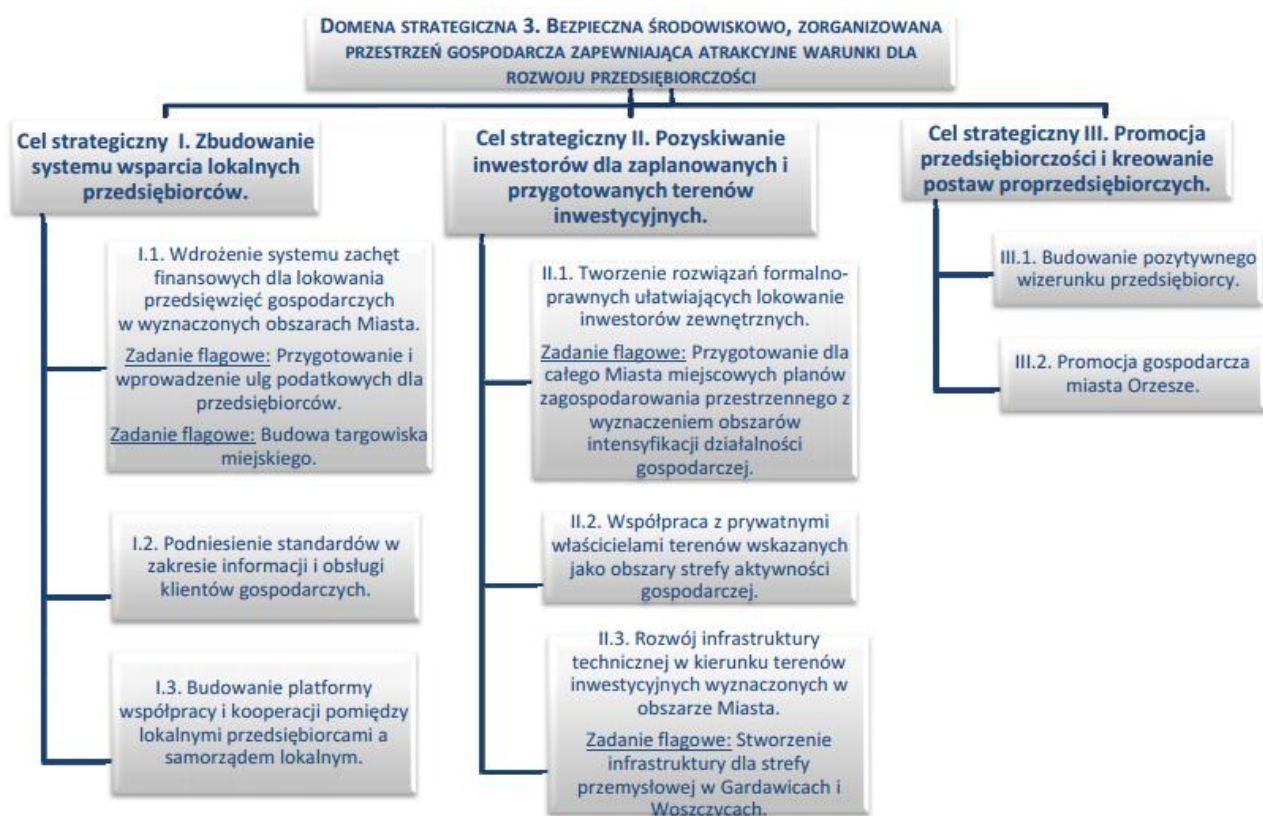 DOMENA STRATEGICZNA 3. BEZPIECZNA ŚRODOWISKOWO, ZORGANIZOWANA
PRZESTRZEŃ GOSPODARCZA ZAPEWNIAJĄCA ATRAKCYJNE WARUNKI DLA
ROZWOJU PRZEDSIĘBIORCZOŚCI
Cel strategiczny I. Zbudowanie
systemu wsparcia lokalnych
przedsiębiorców.
I.1. Wdrożenie systemu zachęt
finansowych dla lokowania
przedsięwzięć gospodarczych
w wyznaczonych obszarach Miasta.
Zadanie flagowe: Przygotowanie i
wprowadzenie ulg podatkowych dla
przedsiębiorców.
Zadanie flagowe: Budowa targowiska
miejskiego.
I.2. Podniesienie standardów w
zakresie informacji i obsługi
klientów gospodarczych.
I.3. Budowanie platformy
współpracy i kooperacji pomiędzy
lokalnymi przedsiębiorcami a
samorządem lokalnym.
Cel strategiczny II. Pozyskiwanie
inwestorów dla zaplanowanych i
przygotowanych terenów
inwestycyjnych.
II.1. Tworzenie rozwiązań formalno-
prawnych ułatwiających lokowanie
inwestorów zewnętrznych.
Zadanie flagowe: Przygotowanie dla
całego Miasta miejscowych planów
zagospodarowania przestrzennego z
wyznaczeniem obszarów
intensyfikacji działalności
gospodarczej.
II.2. Współpraca z prywatnymi
właścicielami terenów wskazanych
jako obszary strefy aktywności
gospodarczej.
II.3. Rozwój infrastruktury
technicznej w kierunku terenów
inwestycyjnych wyznaczonych w
obszarze Miasta.
Zadanie flagowe: Stworzenie
infrastruktury dla strefy
przemysłowej w Gardawicach i
Woszczycach.
Cel strategiczny III. Promocja
przedsiębiorczości i kreowanie
postaw proprzedsiębiorczych.
III.1. Budowanie pozytywnego
wizerunku przedsiębiorcy.
III.2. Promocja gospodarcza
miasta Orzesze.